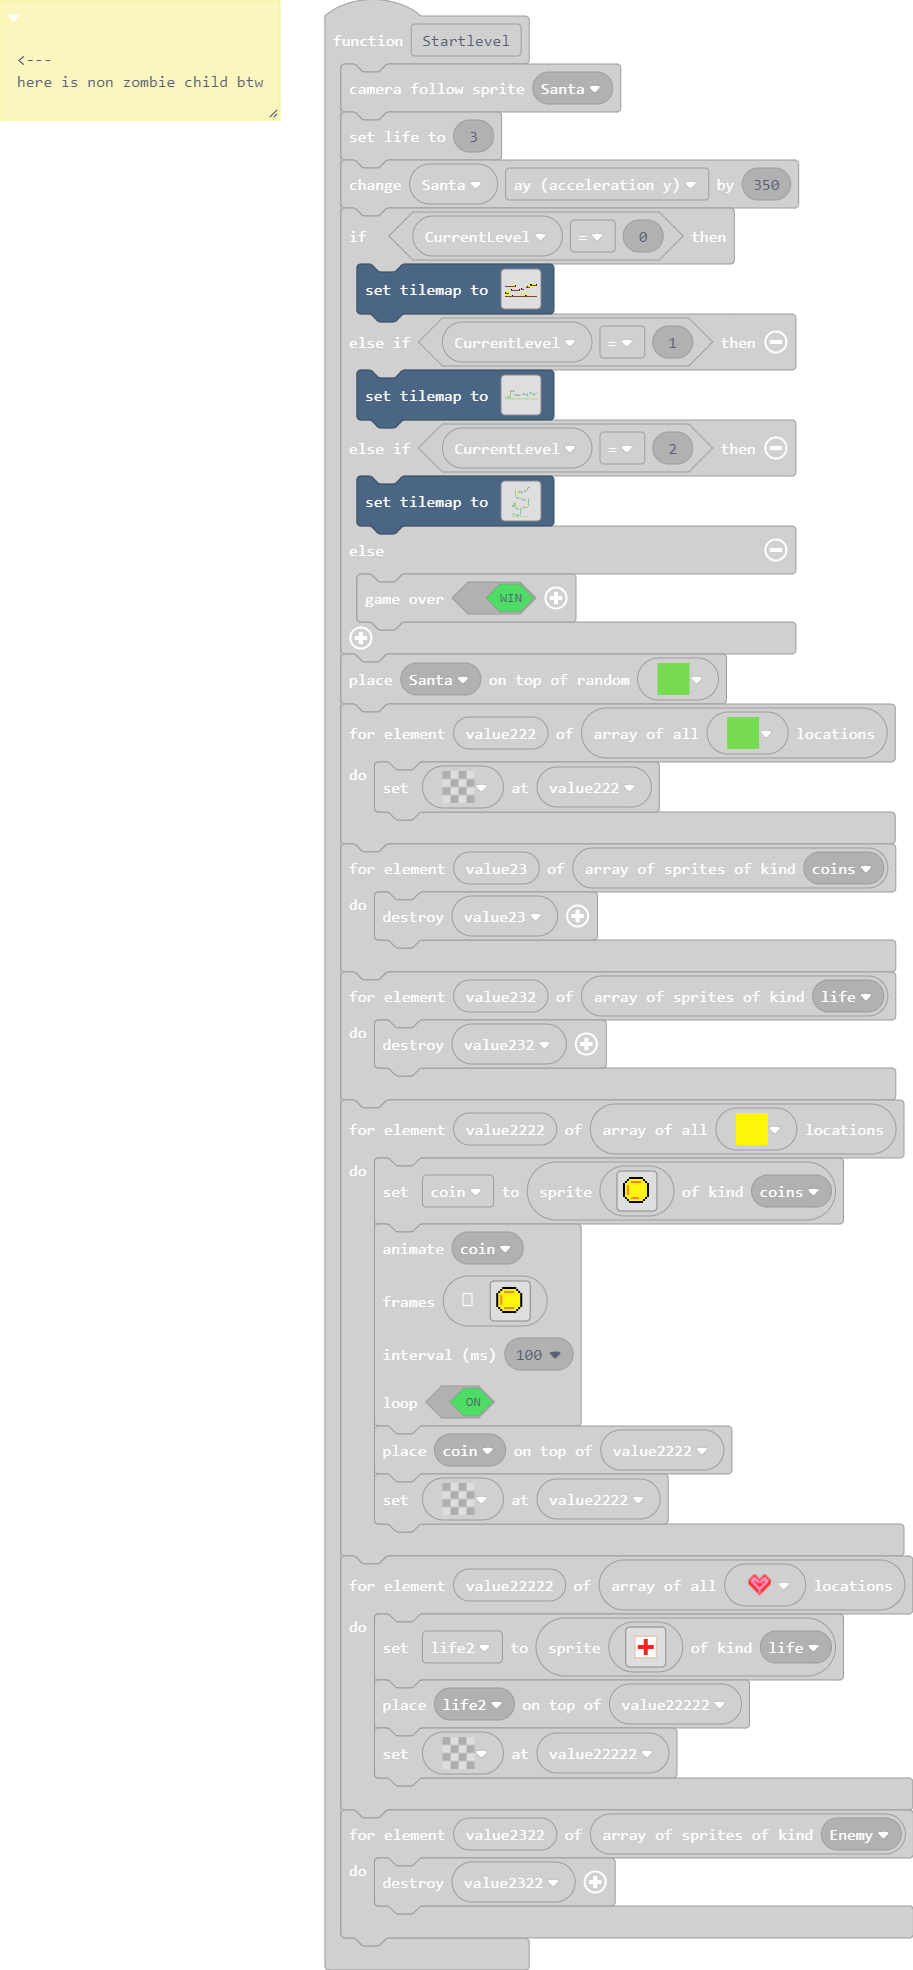 <---
here is non zombie child btw
function Startlevel
camera follow sprite Santa
set life to 3
change Santa ay (acceleration y) by 350
if CurrentLevel = 0 then
set tilemap to
else if CurrentLevel = 1 then
set tilemap to
else if CurrentLevel = 2 then
set tilemap to
else
game over WIN
place Santa on top of random
for element value222 of array of all locations
do set at value222
for element value23 of array of sprites of kind coins
do destroy value23
for element value232 of array of sprites of kind life
do destroy value232
for element value2222 of array of all locations
do set coin to sprite of kind coins
animate coin
frames
interval (ms) 100
loop ON
place coin on top of value2222
set at value2222
for element value22222 of array of all locations
do set life2 to sprite of kind life
place life2 on top of value22222
set at value22222
for element value2322 of array of sprites of kind Enemy
do destroy value2322